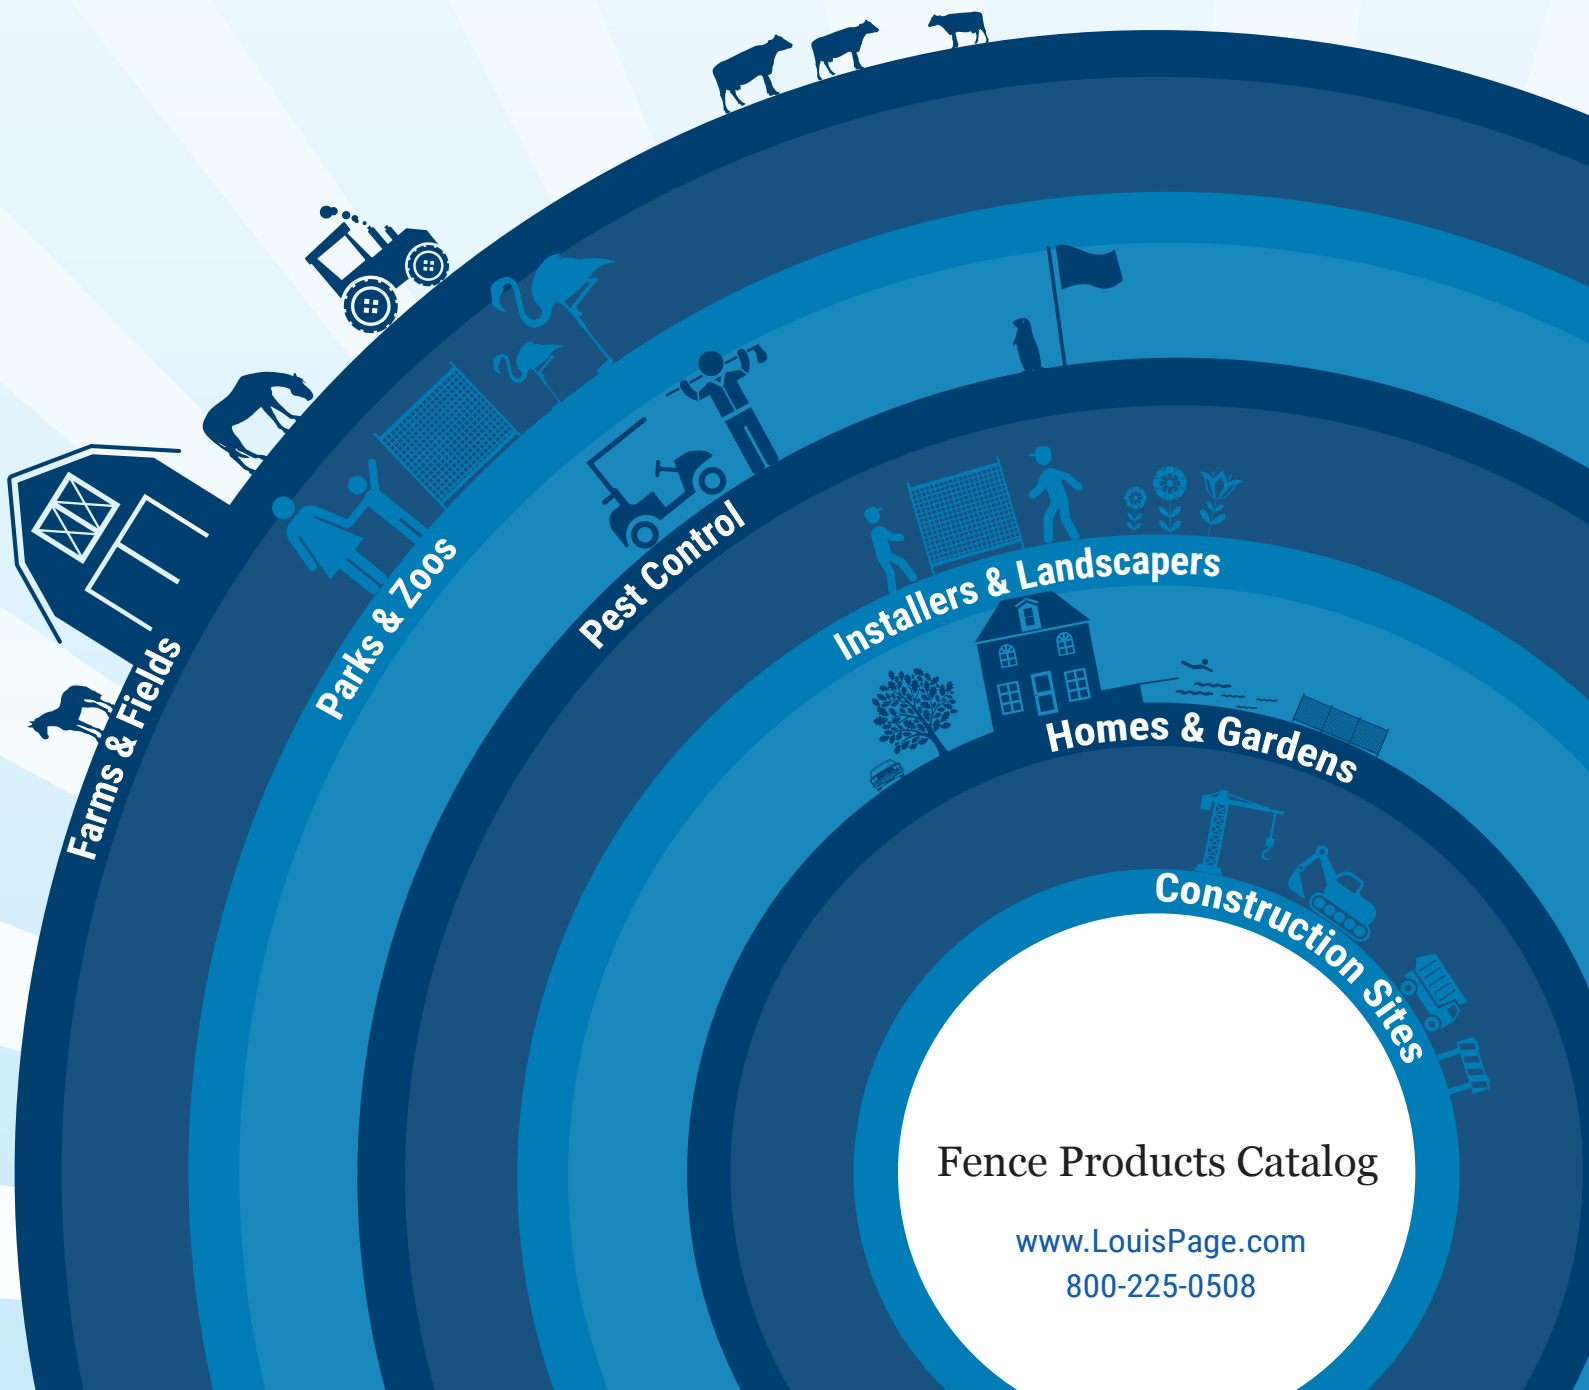 Farms & Fields
Parks & Zoos
Pest Control
Installers & Landscapers
Homes & Gardens
Construction Sites
Fence Products Catalog
www.LouisPage.com
800-225-0508